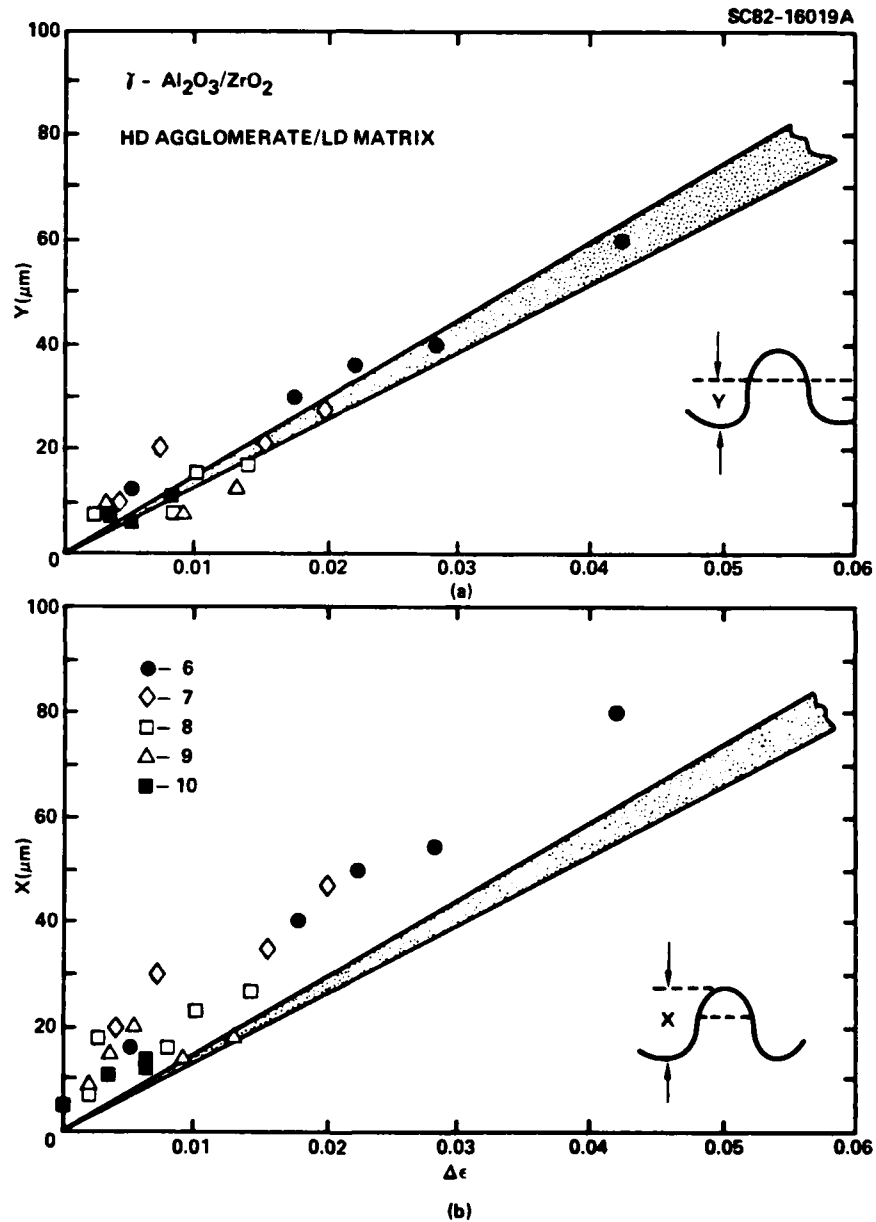 SC82-16019A
100
γ - Al₂O₃/ZrO₂
HD AGGLOMERATE/LD MATRIX
80
60
Y(μm)
40
Y
20
0
0.01 0.02 0.03 0.04 0.05 0.06
(a)
100
● – 6
◇ – 7
□ – 8
△ – 9
■ – 10
80
60
X(μm)
40
X
20
0
0.01 0.02 0.03 0.04 0.05 0.06
Δϵ
(b)